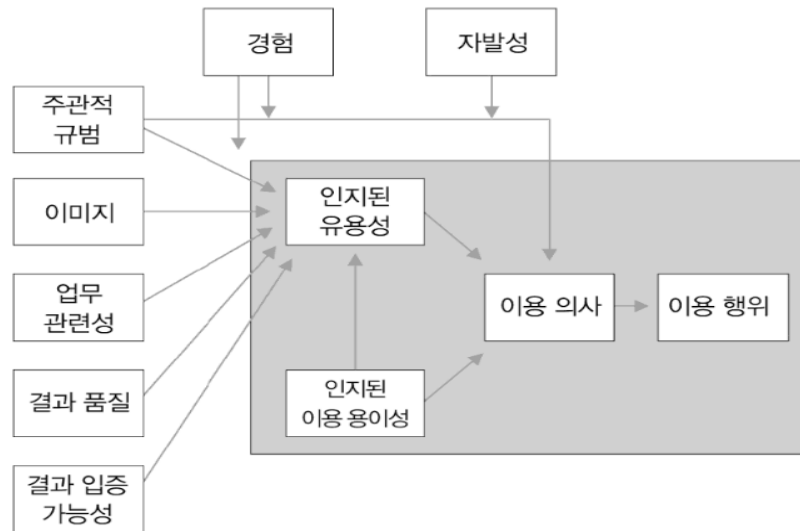 경험
자발성
주관적
규범
이미지
업무
관련성
결과 품질
결과 입증
가능성
인지된
유용성
인지된
이용 용이성
이용 의사
이용 행위